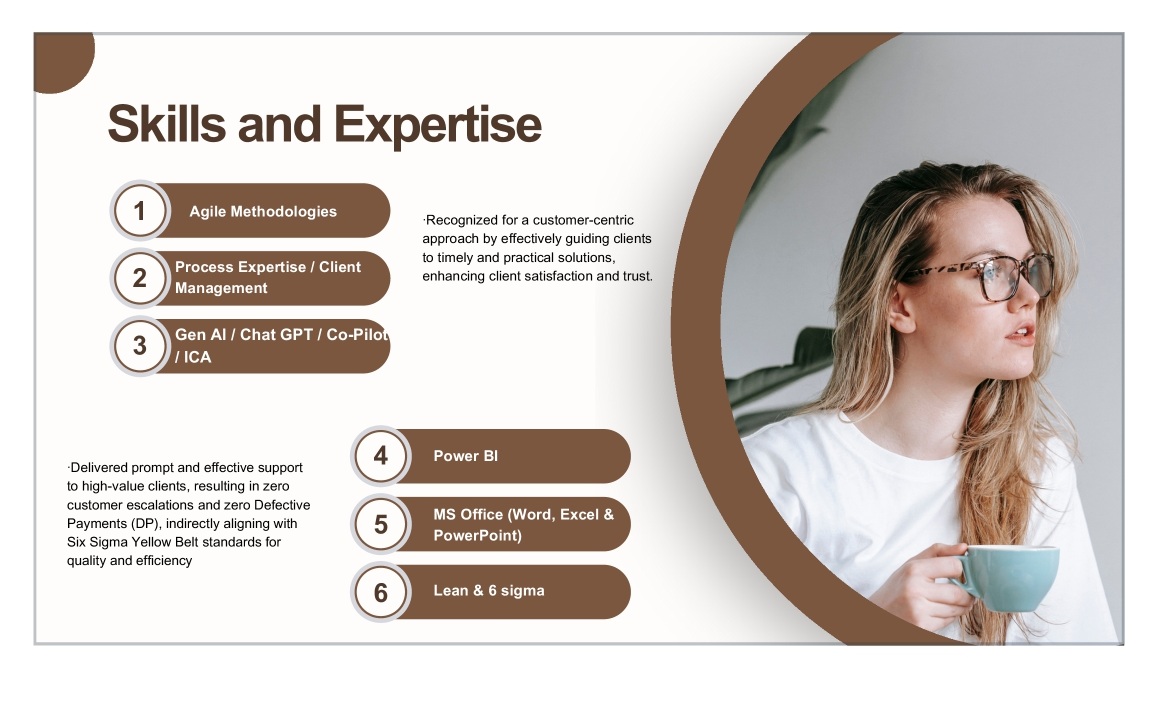 Skills and Expertise
1
Agile Methodologies
2
Process Expertise / Client
Management
3
Gen AI / Chat GPT / Co-Pilot
/ ICA
·Recognized for a customer-centric
approach by effectively guiding clients
to timely and practical solutions,
enhancing client satisfaction and trust.
·Delivered prompt and effective support
to high-value clients, resulting in zero
customer escalations and zero Defective
Payments (DP), indirectly aligning with
Six Sigma Yellow Belt standards for
quality and efficiency
4
Power BI
5
MS Office (Word, Excel &
PowerPoint)
6
Lean & 6 sigma